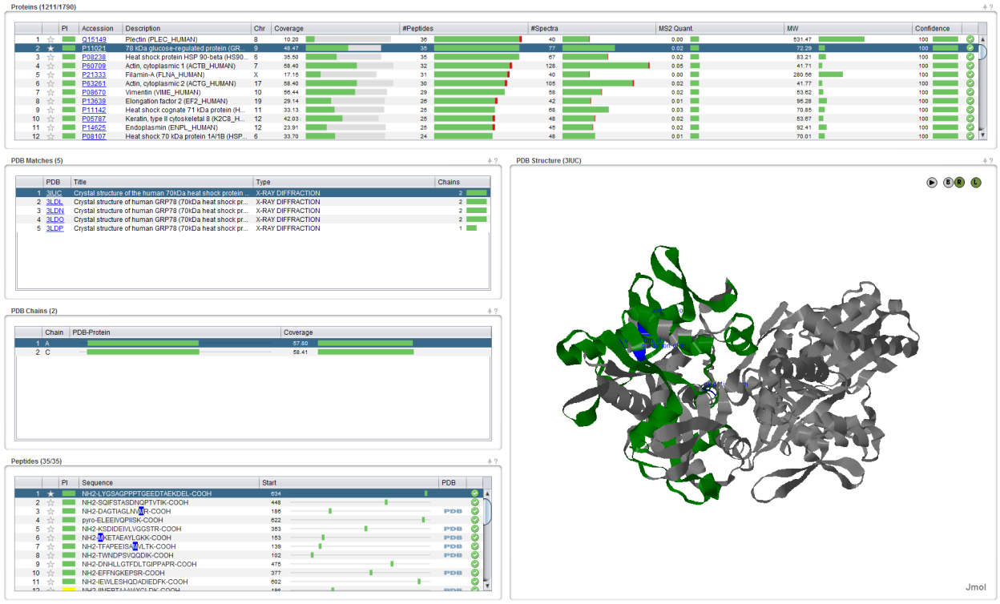 Proteins (1211/1790)
PI Accession Description Chr Coverage #Peptides #Spectra MS2 Quant. MW Confidence
1 Q15149 Plectin (PLEC_HUMAN) 8 10.20 36 40 0.00 531.47 100
2 P11021 78 kDa glucose-regulated protein (GR... 9 48.47 35 77 0.02 72.29 100
3 P08238 Heat shock protein HSP 90-beta (HS90... 6 35.50 35 67 0.02 83.21 100
4 P60709 Actin, cytoplasmic 1 (ACTB_HUMAN) 7 58.40 32 128 0.05 41.71 100
5 P21333 Filamin-A (FLNA_HUMAN) X 17.15 31 40 0.00 280.56 100
6 P63261 Actin, cytoplasmic 2 (ACTG_HUMAN) 17 58.40 30 105 0.02 41.77 100
7 P08670 Vimentin (VIME_HUMAN) 10 56.44 29 58 0.02 53.62 100
8 P13639 Elongation factor 2 (EF2_HUMAN) 19 29.14 26 42 0.01 95.28 100
9 P11142 Heat shock cognate 71 kDa protein (H... 11 33.13 25 68 0.03 70.85 100
10 P05787 Keratin, type II cytoskeletal 8 (K2C8_H... 12 42.03 25 48 0.02 53.67 100
11 P14625 Endoplasmin (ENPL_HUMAN) 12 23.91 25 45 0.02 92.41 100
12 P08107 Heat shock 70 kDa protein 1A/1B (HSP... 6 33.70 24 48 0.01 70.01 100
PDB Matches (5)
PDB Title Type Chains
1 3IUC Crystal structure of the human 70kDa heat shock protein ... X-RAY DIFFRACTION 2
2 3LDL Crystal structure of human GRP78 (70kDa heat shock pr... X-RAY DIFFRACTION 2
3 3LDN Crystal structure of human GRP78 (70kDa heat shock pr... X-RAY DIFFRACTION 2
4 3LDO Crystal structure of human GRP78 (70kDa heat shock pr... X-RAY DIFFRACTION 2
5 3LDP Crystal structure of human GRP78 (70kDa heat shock pr... X-RAY DIFFRACTION 1
PDB Chains (2)
Chain PDB-Protein Coverage
1 A 57.80
2 C 58.41
Peptides (35/35)
PI Sequence Start PDB
1 NH2-LYGSAGPPPTGEEDTAEKDEL-COOH 634
2 NH2-SQIFSTASDNQPTVTIK-COOH 448
3 NH2-DAGTIAGLNVMR-COOH 186 PDB
4 pyro-ELEEIVQPIISK-COOH 622
5 NH2-KSDIDEIVLVGGSTR-COOH 353 PDB
6 NH2-MKETAEAYLGKK-COOH 153 PDB
7 NH2-TFAPEEISAMVLTK-COOH 139 PDB
8 NH2-TWNDPSVQQDIK-COOH 102 PDB
9 NH2-DNHLLGTFDLTGIPPAPR-COOH 475
10 NH2-EFFNGKEPSR-COOH 377 PDB
11 NH2-IEWLESHQDADIEDFK-COOH 602
12 NH2-IINEPTAAAIAYGLDK-COOH 198 PDB
PDB Structure (3IUC)
B R L
Jmol